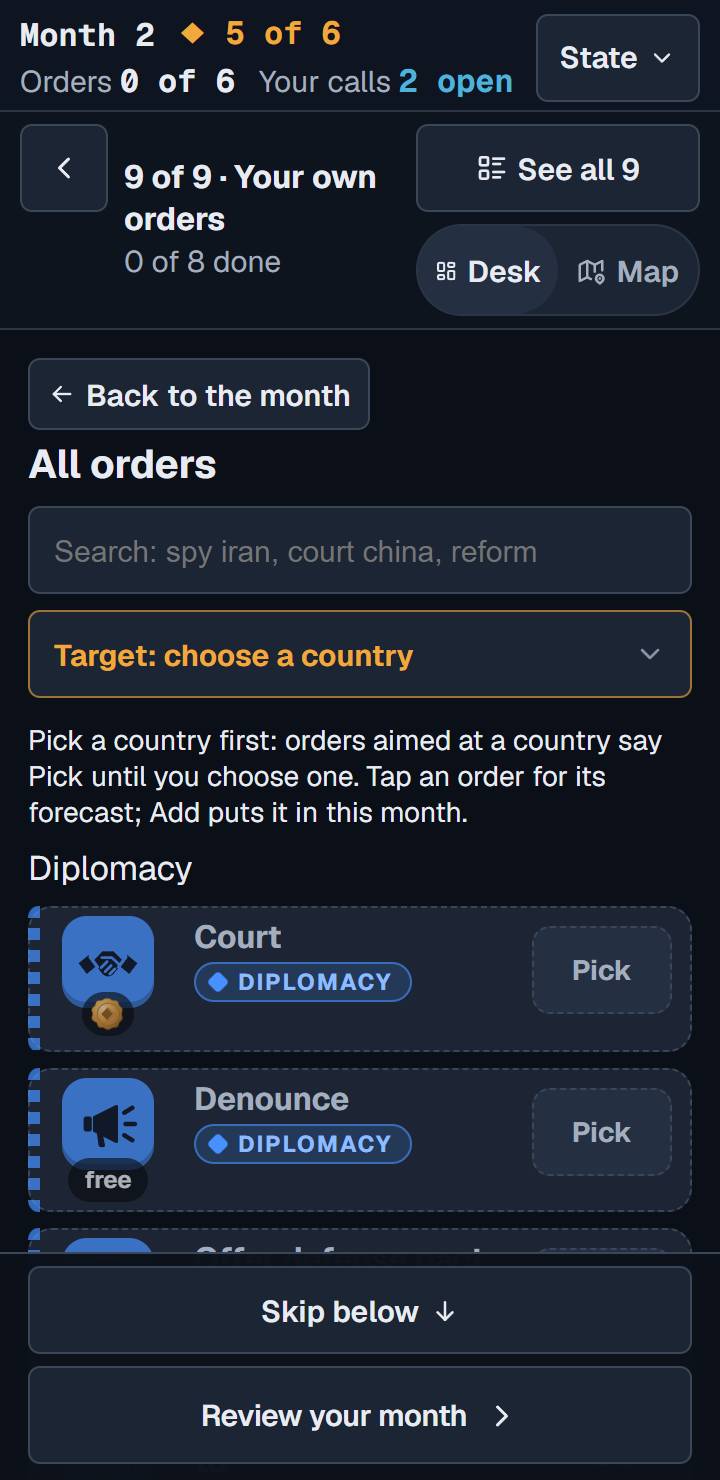 Month 2 ◆ 5 of 6
Orders 0 of 6 Your calls 2 open
State
9 of 9 · Your own orders
0 of 8 done
See all 9
Desk
Map
Back to the month
All orders
Search: spy iran, court china, reform
Target: choose a country
Pick a country first: orders aimed at a country say
Pick until you choose one. Tap an order for its
forecast; Add puts it in this month.
Diplomacy
Court
DIPLOMACY
Pick
Denounce
DIPLOMACY
Pick
free
Skip below ↓
Review your month